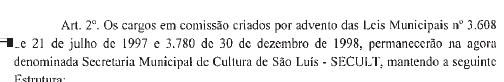 Art. 2º. Os cargos em comissão criados por advento das Leis Municipais nº 3.608
e 21 de julho de 1997 e 3.780 de 30 de dezembro de 1998, permanecerão na agora
denominada Secretaria Municipal de Cultura de São Luís - SECULT, mantendo a seguinte
Estrutura: